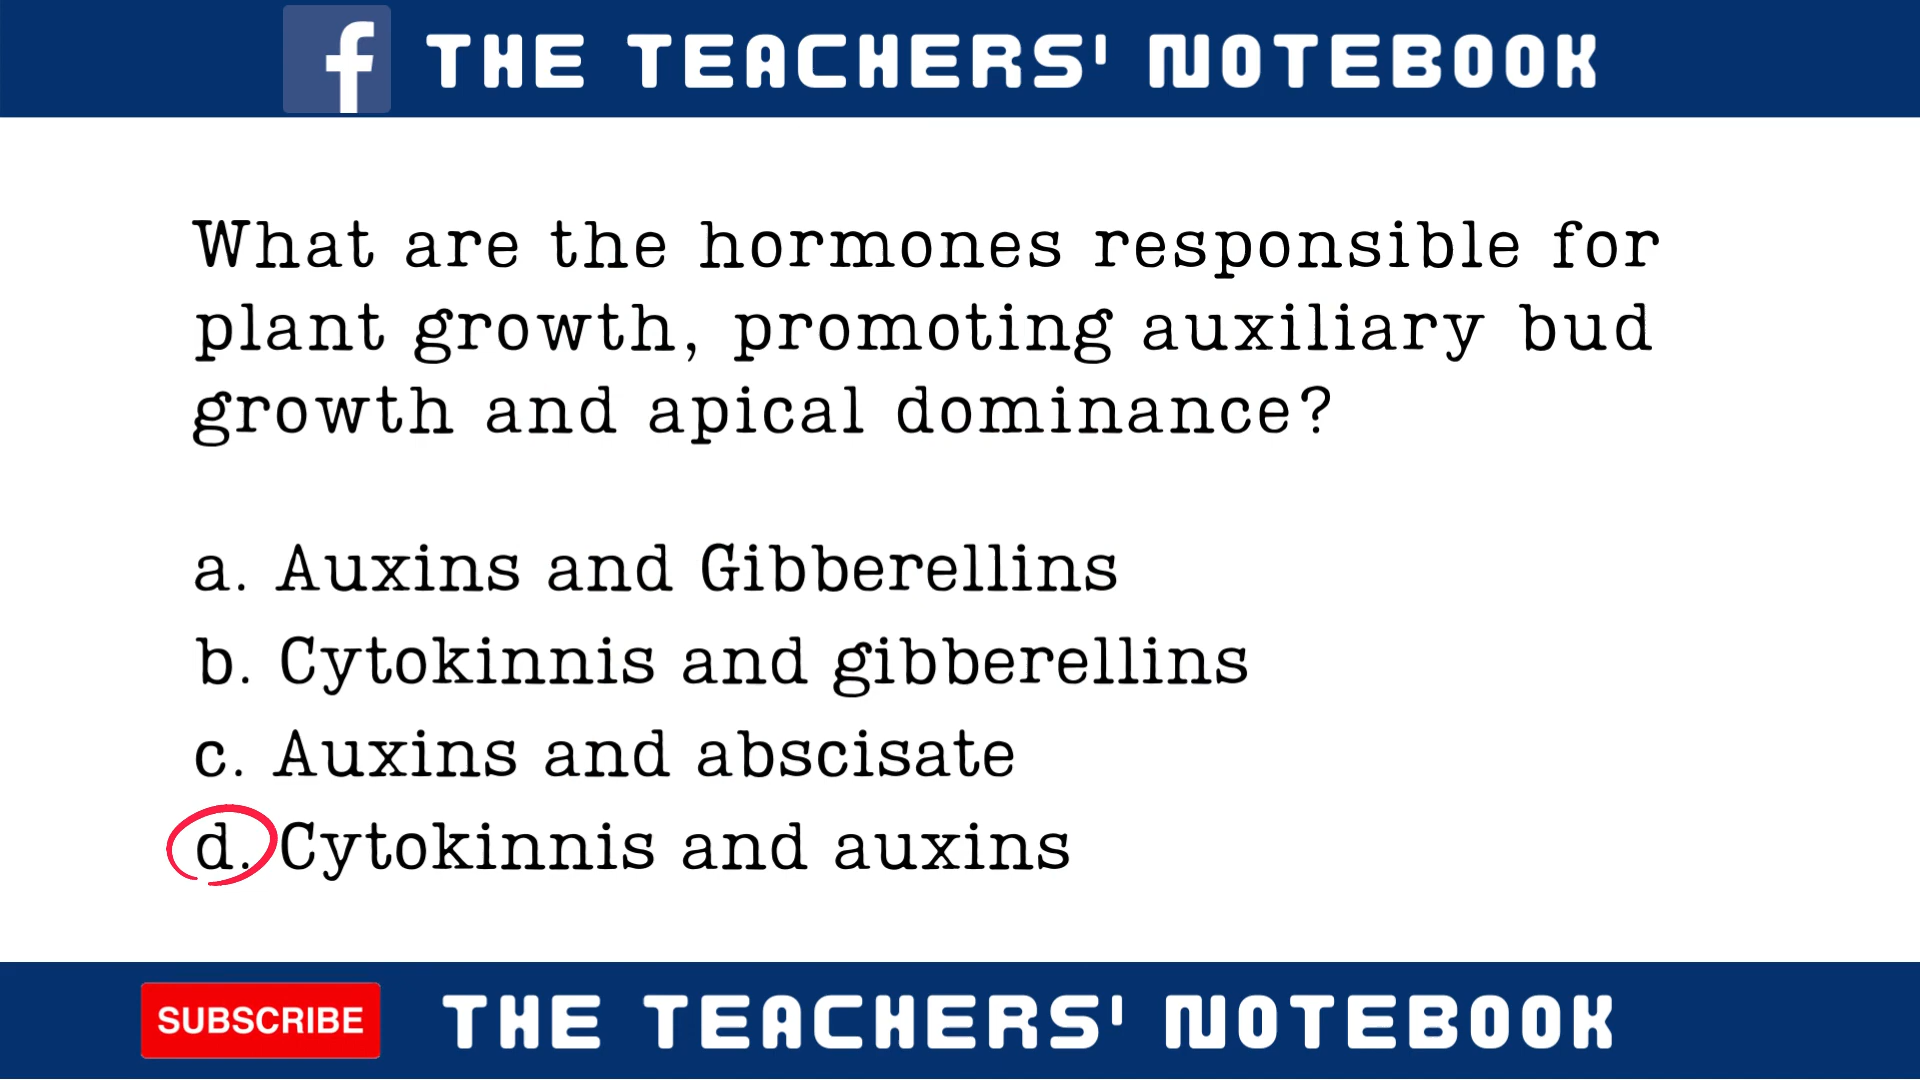 f THE TEACHERS' NOTEBOOK
What are the hormones responsible for
plant growth, promoting auxiliary bud
growth and apical dominance?
a. Auxins and Gibberellins
b. Cytokinnis and gibberellins
c. Auxins and abscisate
d. Cytokinnis and auxins
SUBSCRIBE THE TEACHERS' NOTEBOOK